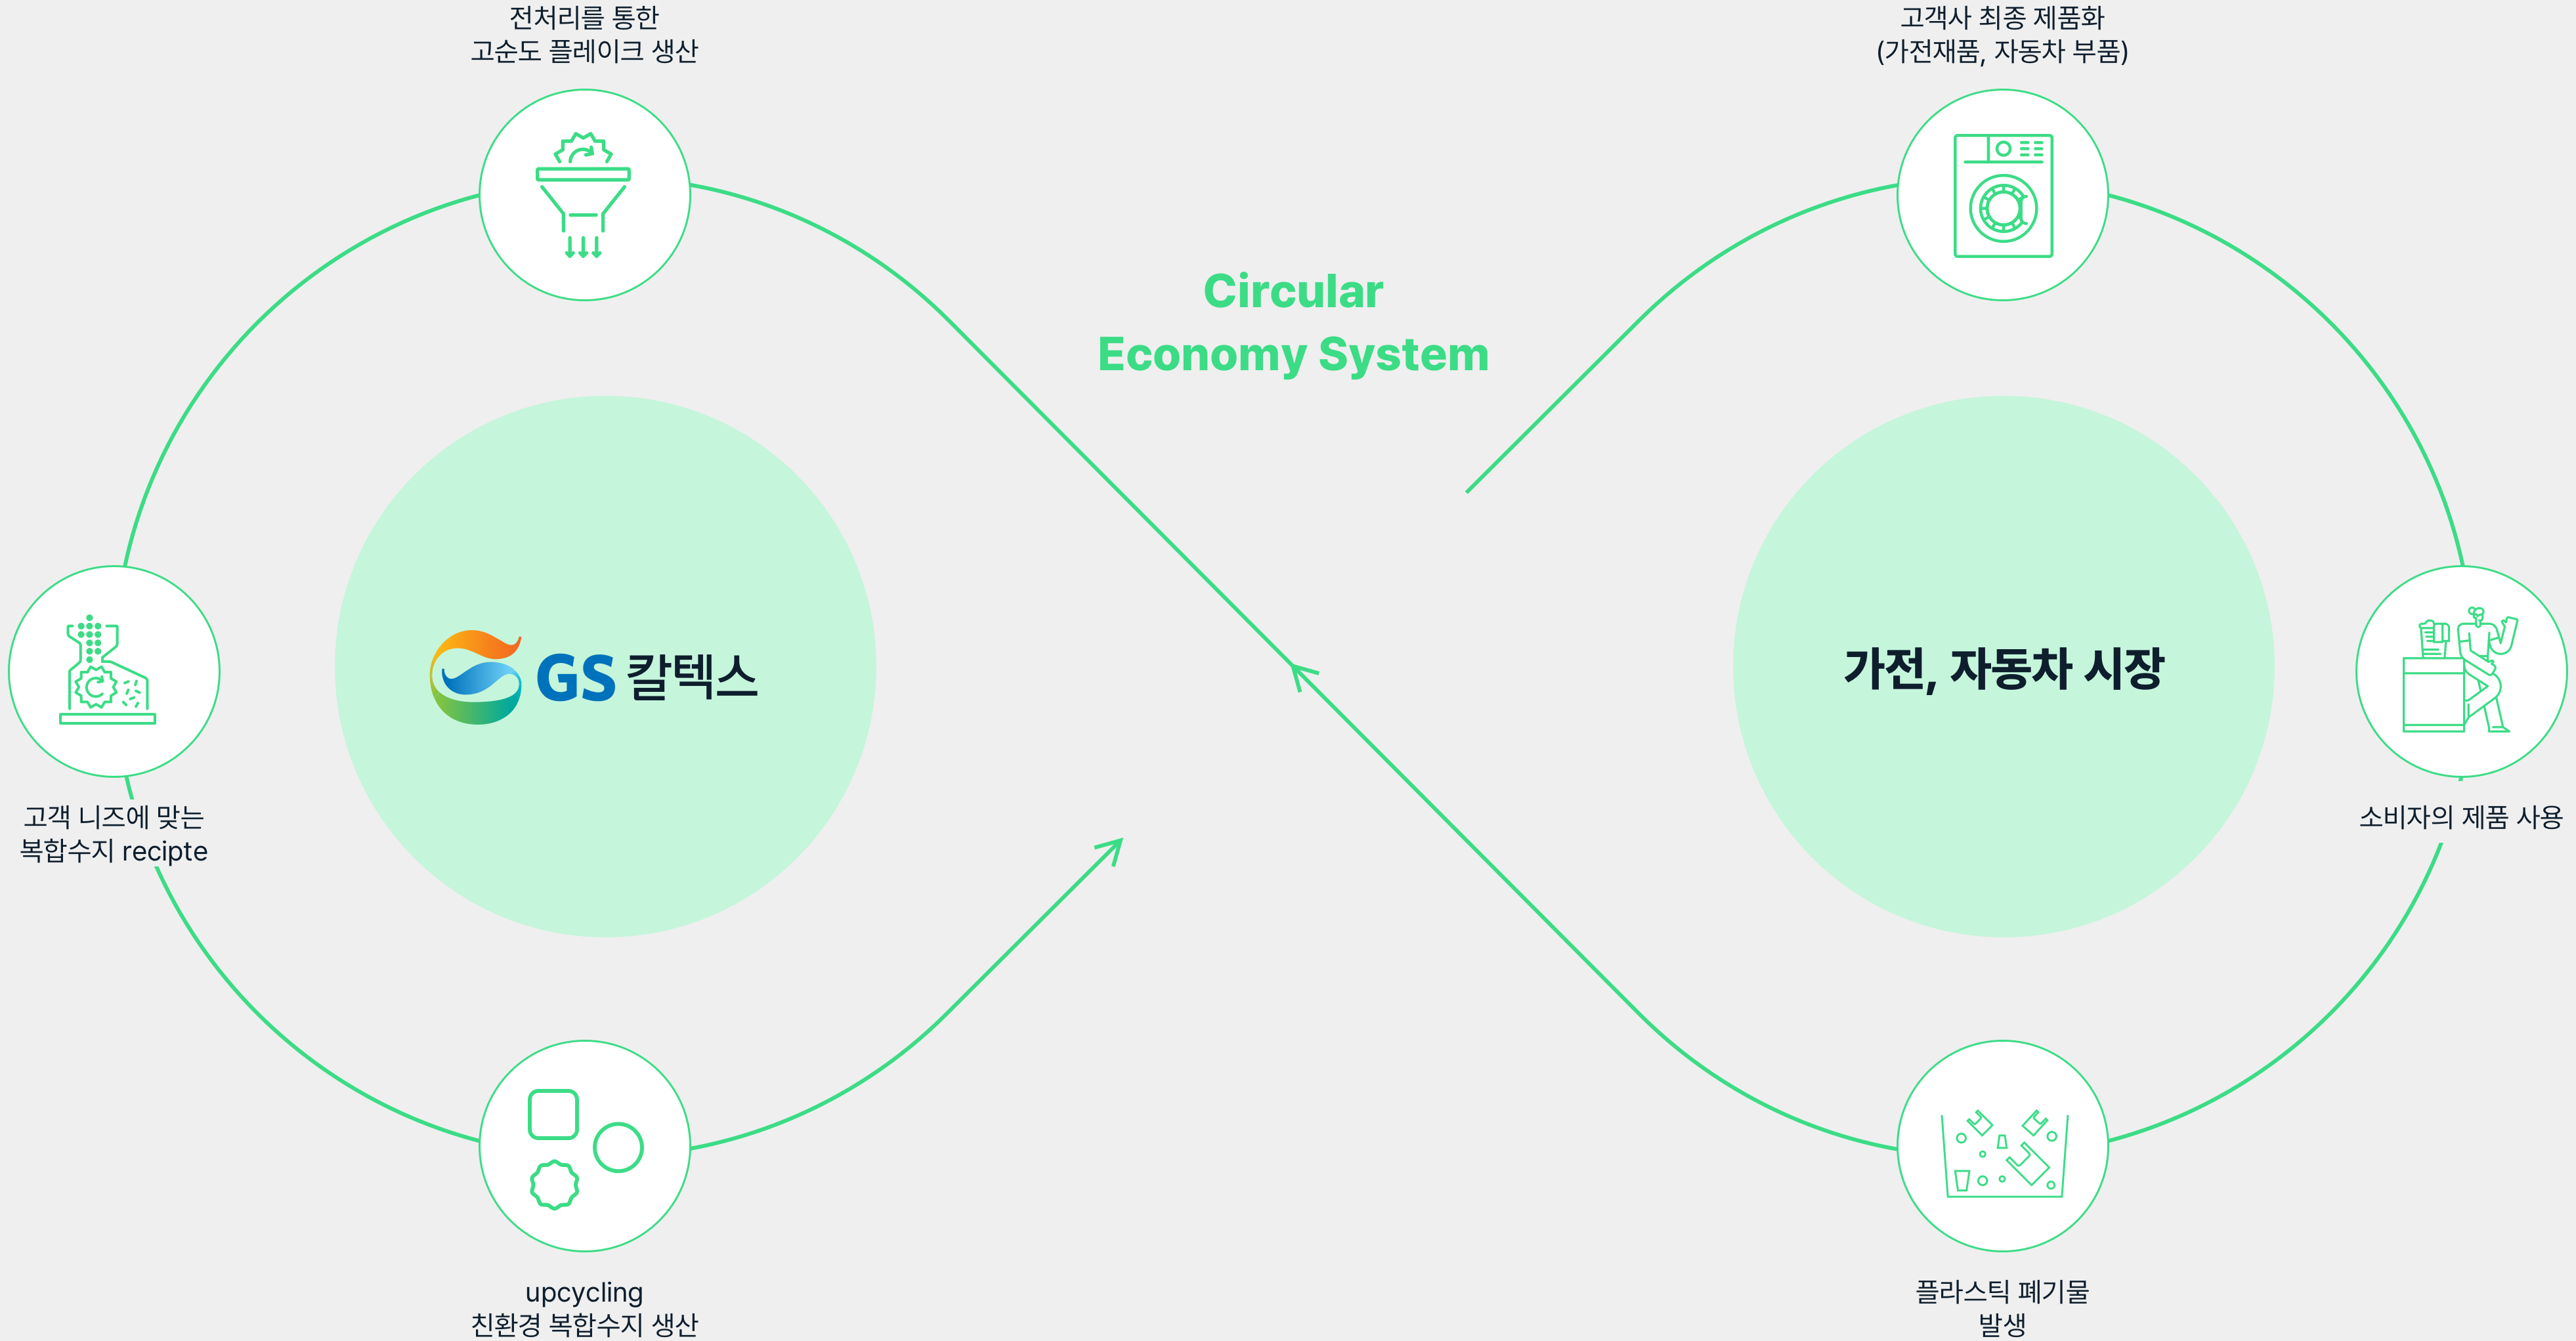 전처리를 통한
고순도 플레이크 생산
고객사 최종 제품화
(가전재품, 자동차 부품)
Circular
Economy System
GS 칼텍스
가전, 자동차 시장
고객 니즈에 맞는
복합수지 recipte
소비자의 제품 사용
upcycling
친환경 복합수지 생산
플라스틱 폐기물
발생